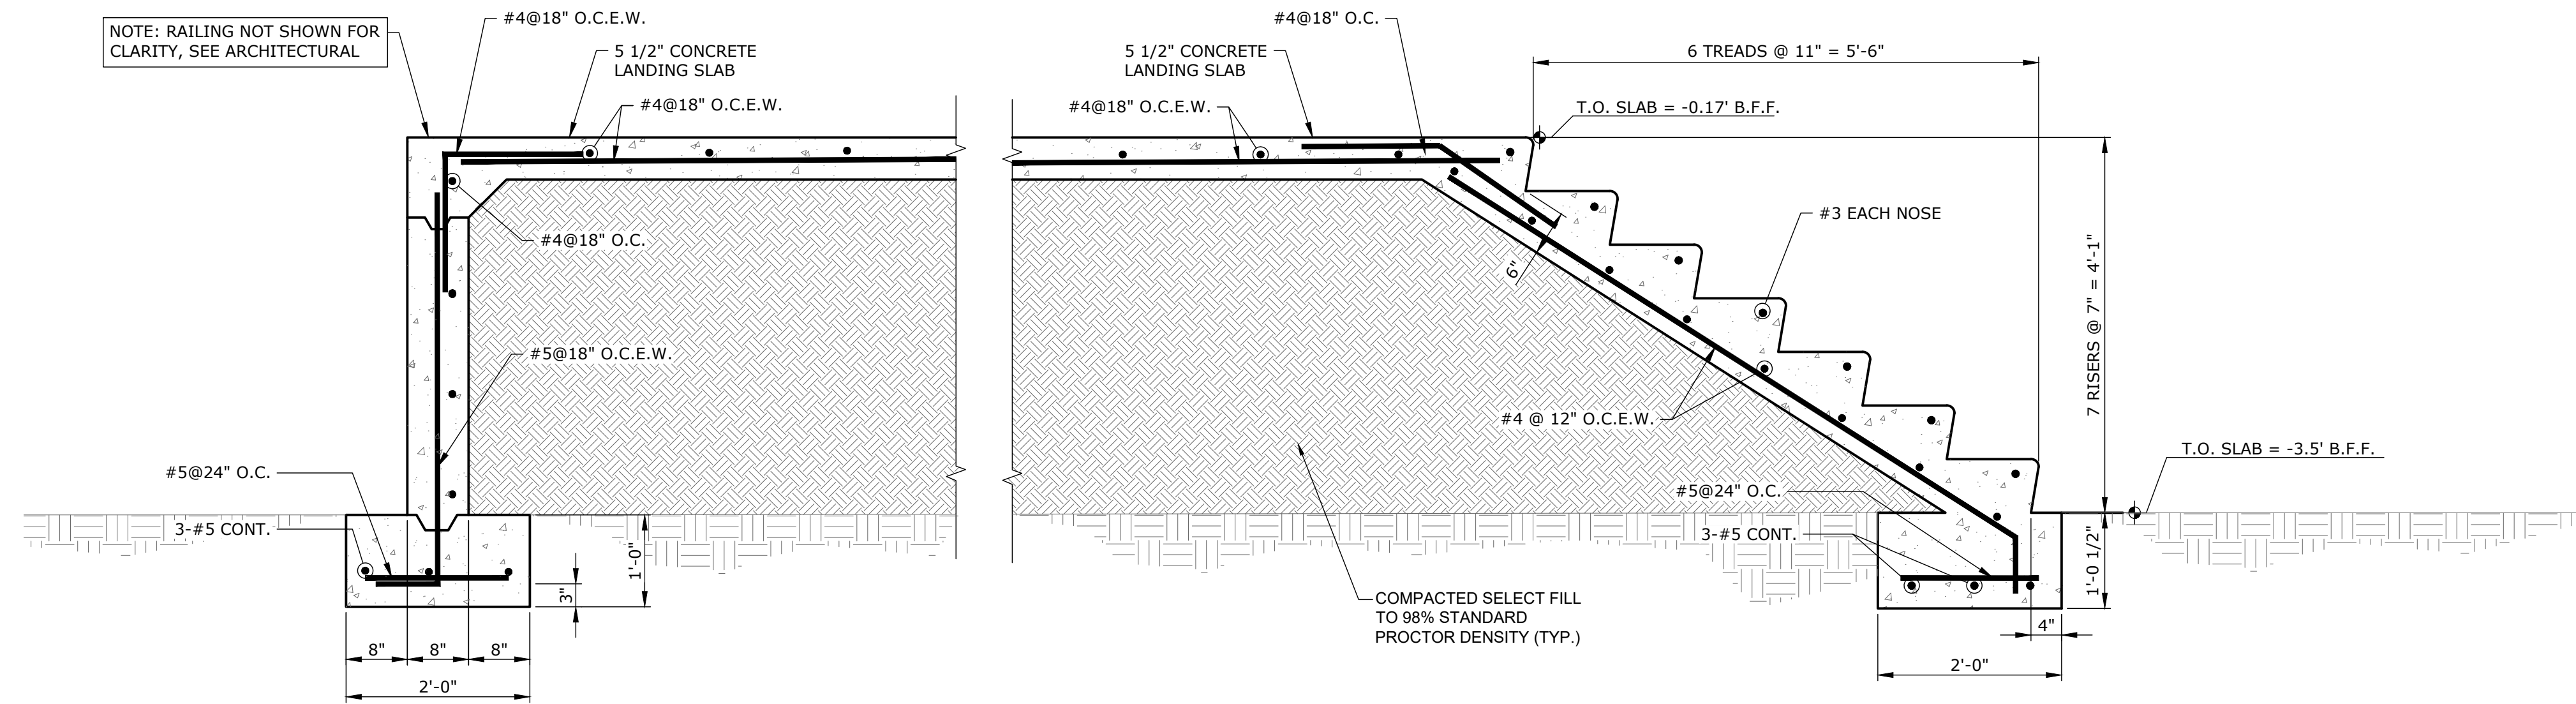 NOTE: RAILING NOT SHOWN FOR
CLARITY, SEE ARCHITECTURAL
#4@18" O.C.E.W.
5 1/2" CONCRETE
LANDING SLAB
#4@18" O.C.E.W.
#4@18" O.C.
#5@18" O.C.E.W.
#5@24" O.C.
3-#5 CONT.
1'-0"
3"
8"
8"
8"
2'-0"
#4@18" O.C.
5 1/2" CONCRETE
LANDING SLAB
#4@18" O.C.E.W.
6 TREADS @ 11" = 5'-6"
T.O. SLAB = -0.17' B.F.F.
#3 EACH NOSE
6"
7 RISERS @ 7" = 4'-1"
#4 @ 12" O.C.E.W.
T.O. SLAB = -3.5' B.F.F.
#5@24" O.C.
3-#5 CONT.
1'-0 1/2"
COMPACTED SELECT FILL
TO 98% STANDARD
PROCTOR DENSITY (TYP.)
4"
2'-0"